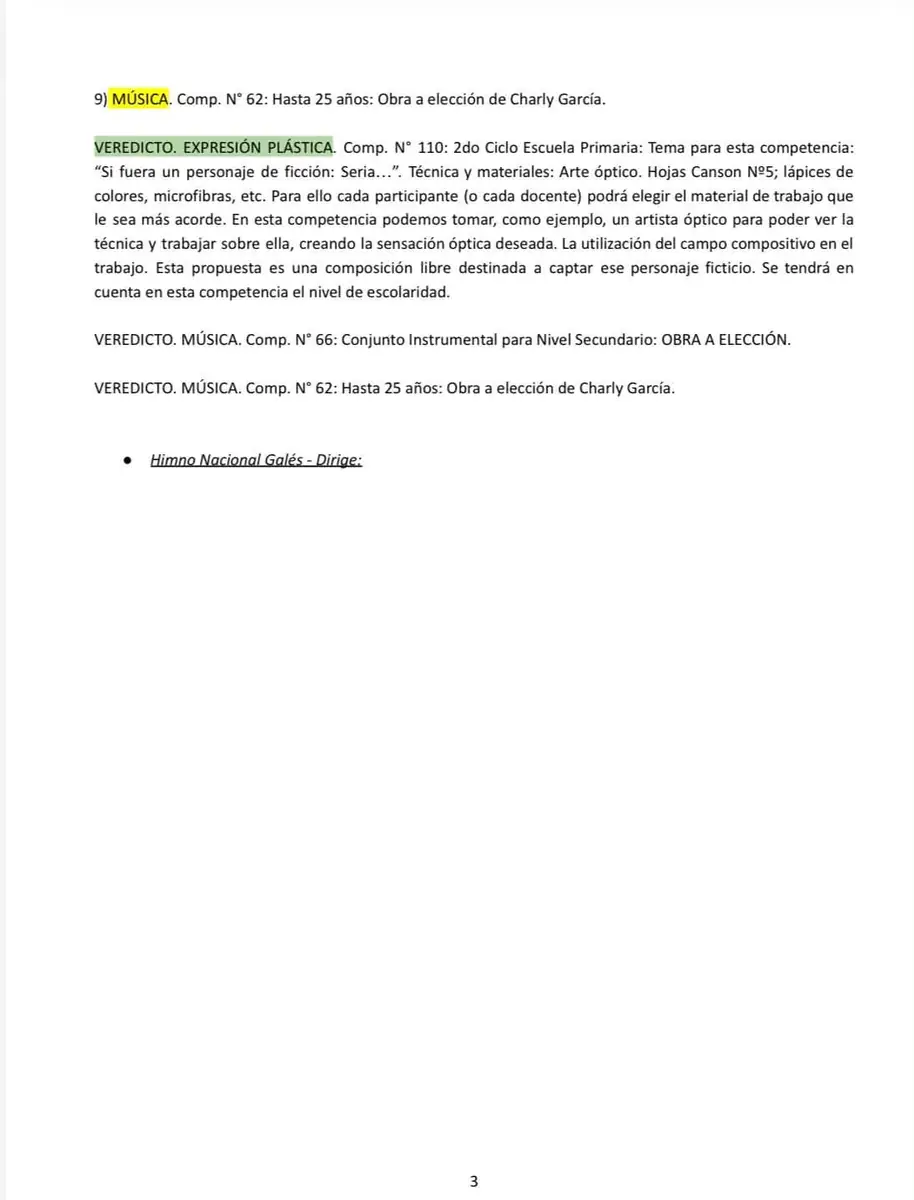 9) MÚSICA. Comp. N° 62: Hasta 25 años: Obra a elección de Charly García.
VEREDICTO. EXPRESIÓN PLÁSTICA. Comp. N° 110: 2do Ciclo Escuela Primaria: Tema para esta competencia:
“Si fuera un personaje de ficción: Seria…”. Técnica y materiales: Arte óptico. Hojas Canson Nº5; lápices de
colores, microfibras, etc. Para ello cada participante (o cada docente) podrá elegir el material de trabajo que
le sea más acorde. En esta competencia podemos tomar, como ejemplo, un artista óptico para poder ver la
técnica y trabajar sobre ella, creando la sensación óptica deseada. La utilización del campo compositivo en el
trabajo. Esta propuesta es una composición libre destinada a captar ese personaje ficticio. Se tendrá en
cuenta en esta competencia el nivel de escolaridad.
VEREDICTO. MÚSICA. Comp. N° 66: Conjunto Instrumental para Nivel Secundario: OBRA A ELECCIÓN.
VEREDICTO. MÚSICA. Comp. N° 62: Hasta 25 años: Obra a elección de Charly García.
● Himno Nacional Galés - Dirige:
3